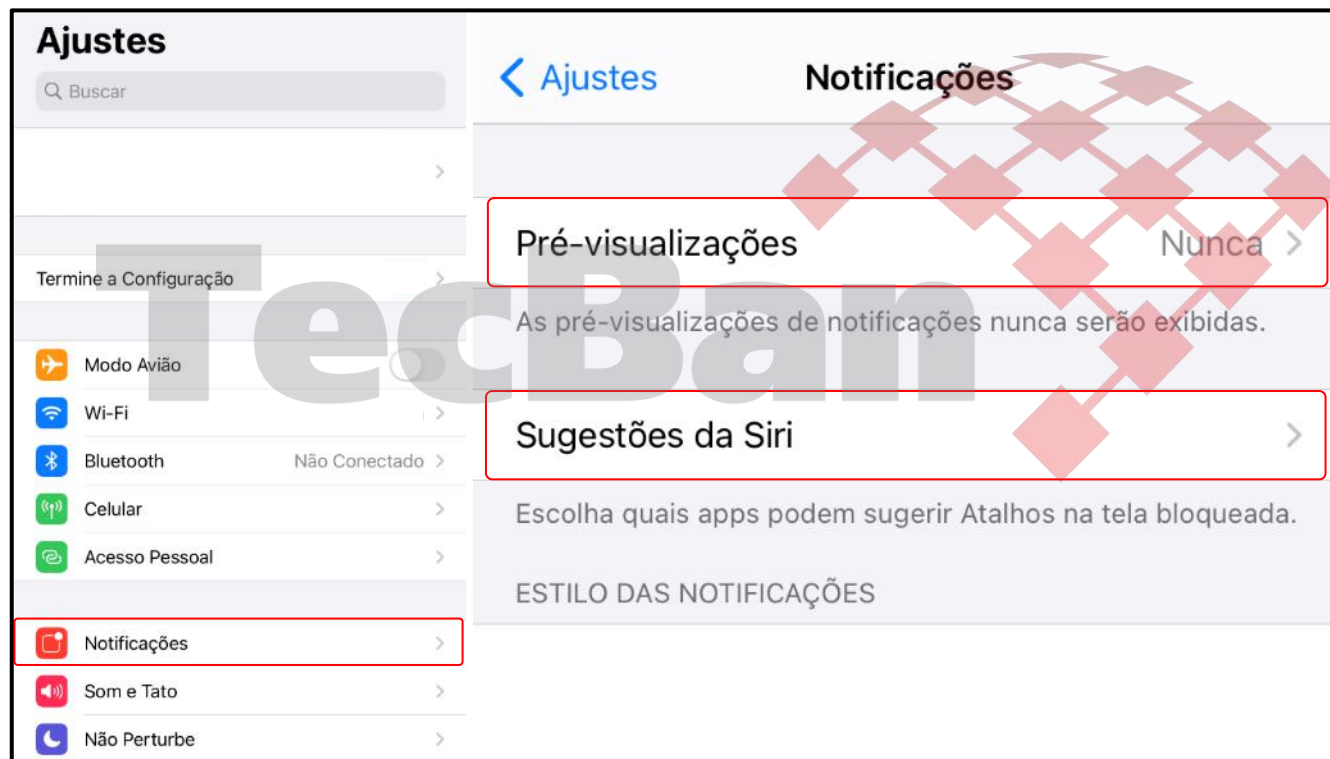 Ajustes
Buscar
Termine a Configuração
Modo Avião
Wi-Fi
Bluetooth Não Conectado
Celular
Acesso Pessoal
Notificações
Som e Tato
Não Perturbe
Ajustes Notificações
Pré-visualizações Nunca
As pré-visualizações de notificações nunca serão exibidas.
Sugestões da Siri
Escolha quais apps podem sugerir Atalhos na tela bloqueada.
ESTILO DAS NOTIFICAÇÕES
TecBan